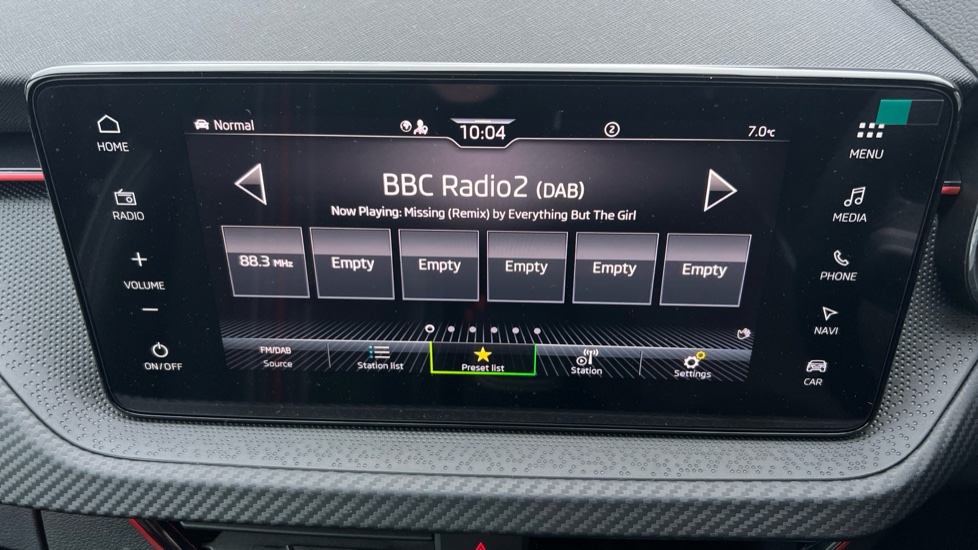 Normal
10:04
2
7.0°C
HOME
RADIO
+
VOLUME
−
ON/OFF
BBC Radio2 (DAB)
Now Playing: Missing (Remix) by Everything But The Girl
88.3 MHz
Empty
Empty
Empty
Empty
Empty
FM/DAB
Source
Station list
Preset list
Station
Settings
MENU
MEDIA
PHONE
NAVI
CAR